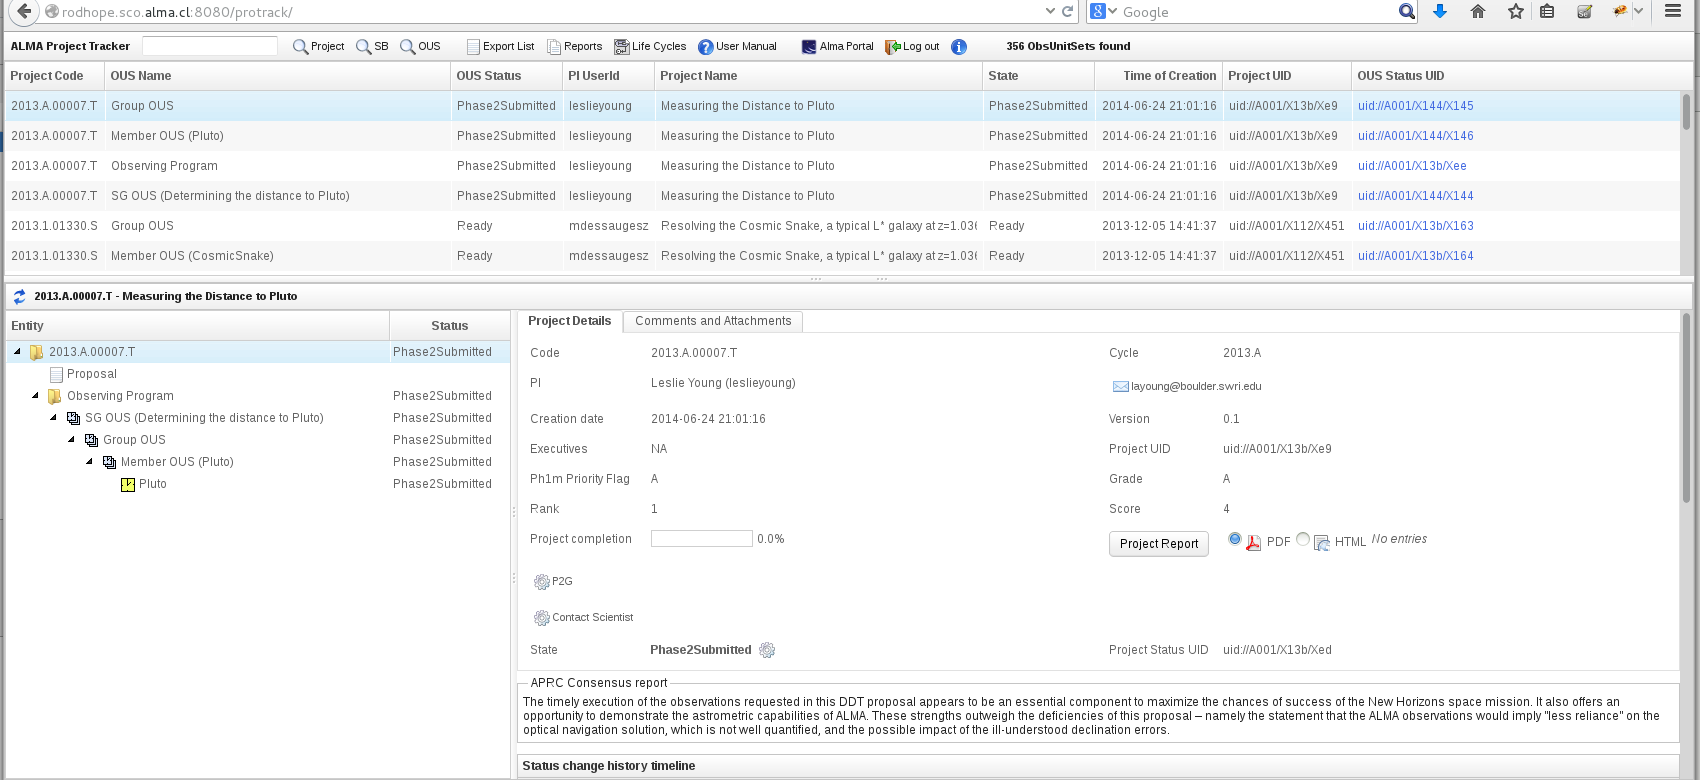 rodhope.sco.alma.cl:8080/protrack/ Google
ALMA Project Tracker Project SB OUS Export List Reports Life Cycles User Manual Alma Portal Log out 356 ObsUnitSets found
Project Code OUS Name OUS Status PI UserId Project Name State Time of Creation Project UID OUS Status UID
2013.A.00007.T Group OUS Phase2Submitted leslieyoung Measuring the Distance to Pluto Phase2Submitted 2014-06-24 21:01:16 uid://A001/X13b/Xe9 uid://A001/X144/X145
2013.A.00007.T Member OUS (Pluto) Phase2Submitted leslieyoung Measuring the Distance to Pluto Phase2Submitted 2014-06-24 21:01:16 uid://A001/X13b/Xe9 uid://A001/X144/X146
2013.A.00007.T Observing Program Phase2Submitted leslieyoung Measuring the Distance to Pluto Phase2Submitted 2014-06-24 21:01:16 uid://A001/X13b/Xe9 uid://A001/X13b/Xee
2013.A.00007.T SG OUS (Determining the distance to Pluto) Phase2Submitted leslieyoung Measuring the Distance to Pluto Phase2Submitted 2014-06-24 21:01:16 uid://A001/X13b/Xe9 uid://A001/X144/X144
2013.1.01330.S Group OUS Ready mdessaugesz Resolving the Cosmic Snake, a typical L* galaxy at z=1.036 Ready 2013-12-05 14:41:37 uid://A001/X112/X451 uid://A001/X13b/X163
2013.1.01330.S Member OUS (CosmicSnake) Ready mdessaugesz Resolving the Cosmic Snake, a typical L* galaxy at z=1.036 Ready 2013-12-05 14:41:37 uid://A001/X112/X451 uid://A001/X13b/X164
2013.A.00007.T - Measuring the Distance to Pluto
Entity Status
2013.A.00007.T Phase2Submitted
Proposal
Observing Program Phase2Submitted
SG OUS (Determining the distance to Pluto) Phase2Submitted
Group OUS Phase2Submitted
Member OUS (Pluto) Phase2Submitted
Pluto Phase2Submitted
Project Details Comments and Attachments
Code 2013.A.00007.T Cycle 2013.A
PI Leslie Young (leslieyoung) layoung@boulder.swri.edu
Creation date 2014-06-24 21:01:16 Version 0.1
Executives NA Project UID uid://A001/X13b/Xe9
Ph1m Priority Flag A Grade A
Rank 1 Score 4
Project completion 0.0% Project Report PDF HTML No entries
P2G
Contact Scientist
State Phase2Submitted Project Status UID uid://A001/X13b/Xed
APRC Consensus report
The timely execution of the observations requested in this DDT proposal appears to be an essential component to maximize the chances of success of the New Horizons space mission. It also offers an
opportunity to demonstrate the astrometric capabilities of ALMA. These strengths outweigh the deficiencies of this proposal – namely the statement that the ALMA observations would imply "less reliance" on the
optical navigation solution, which is not well quantified, and the possible impact of the ill-understood declination errors.
Status change history timeline